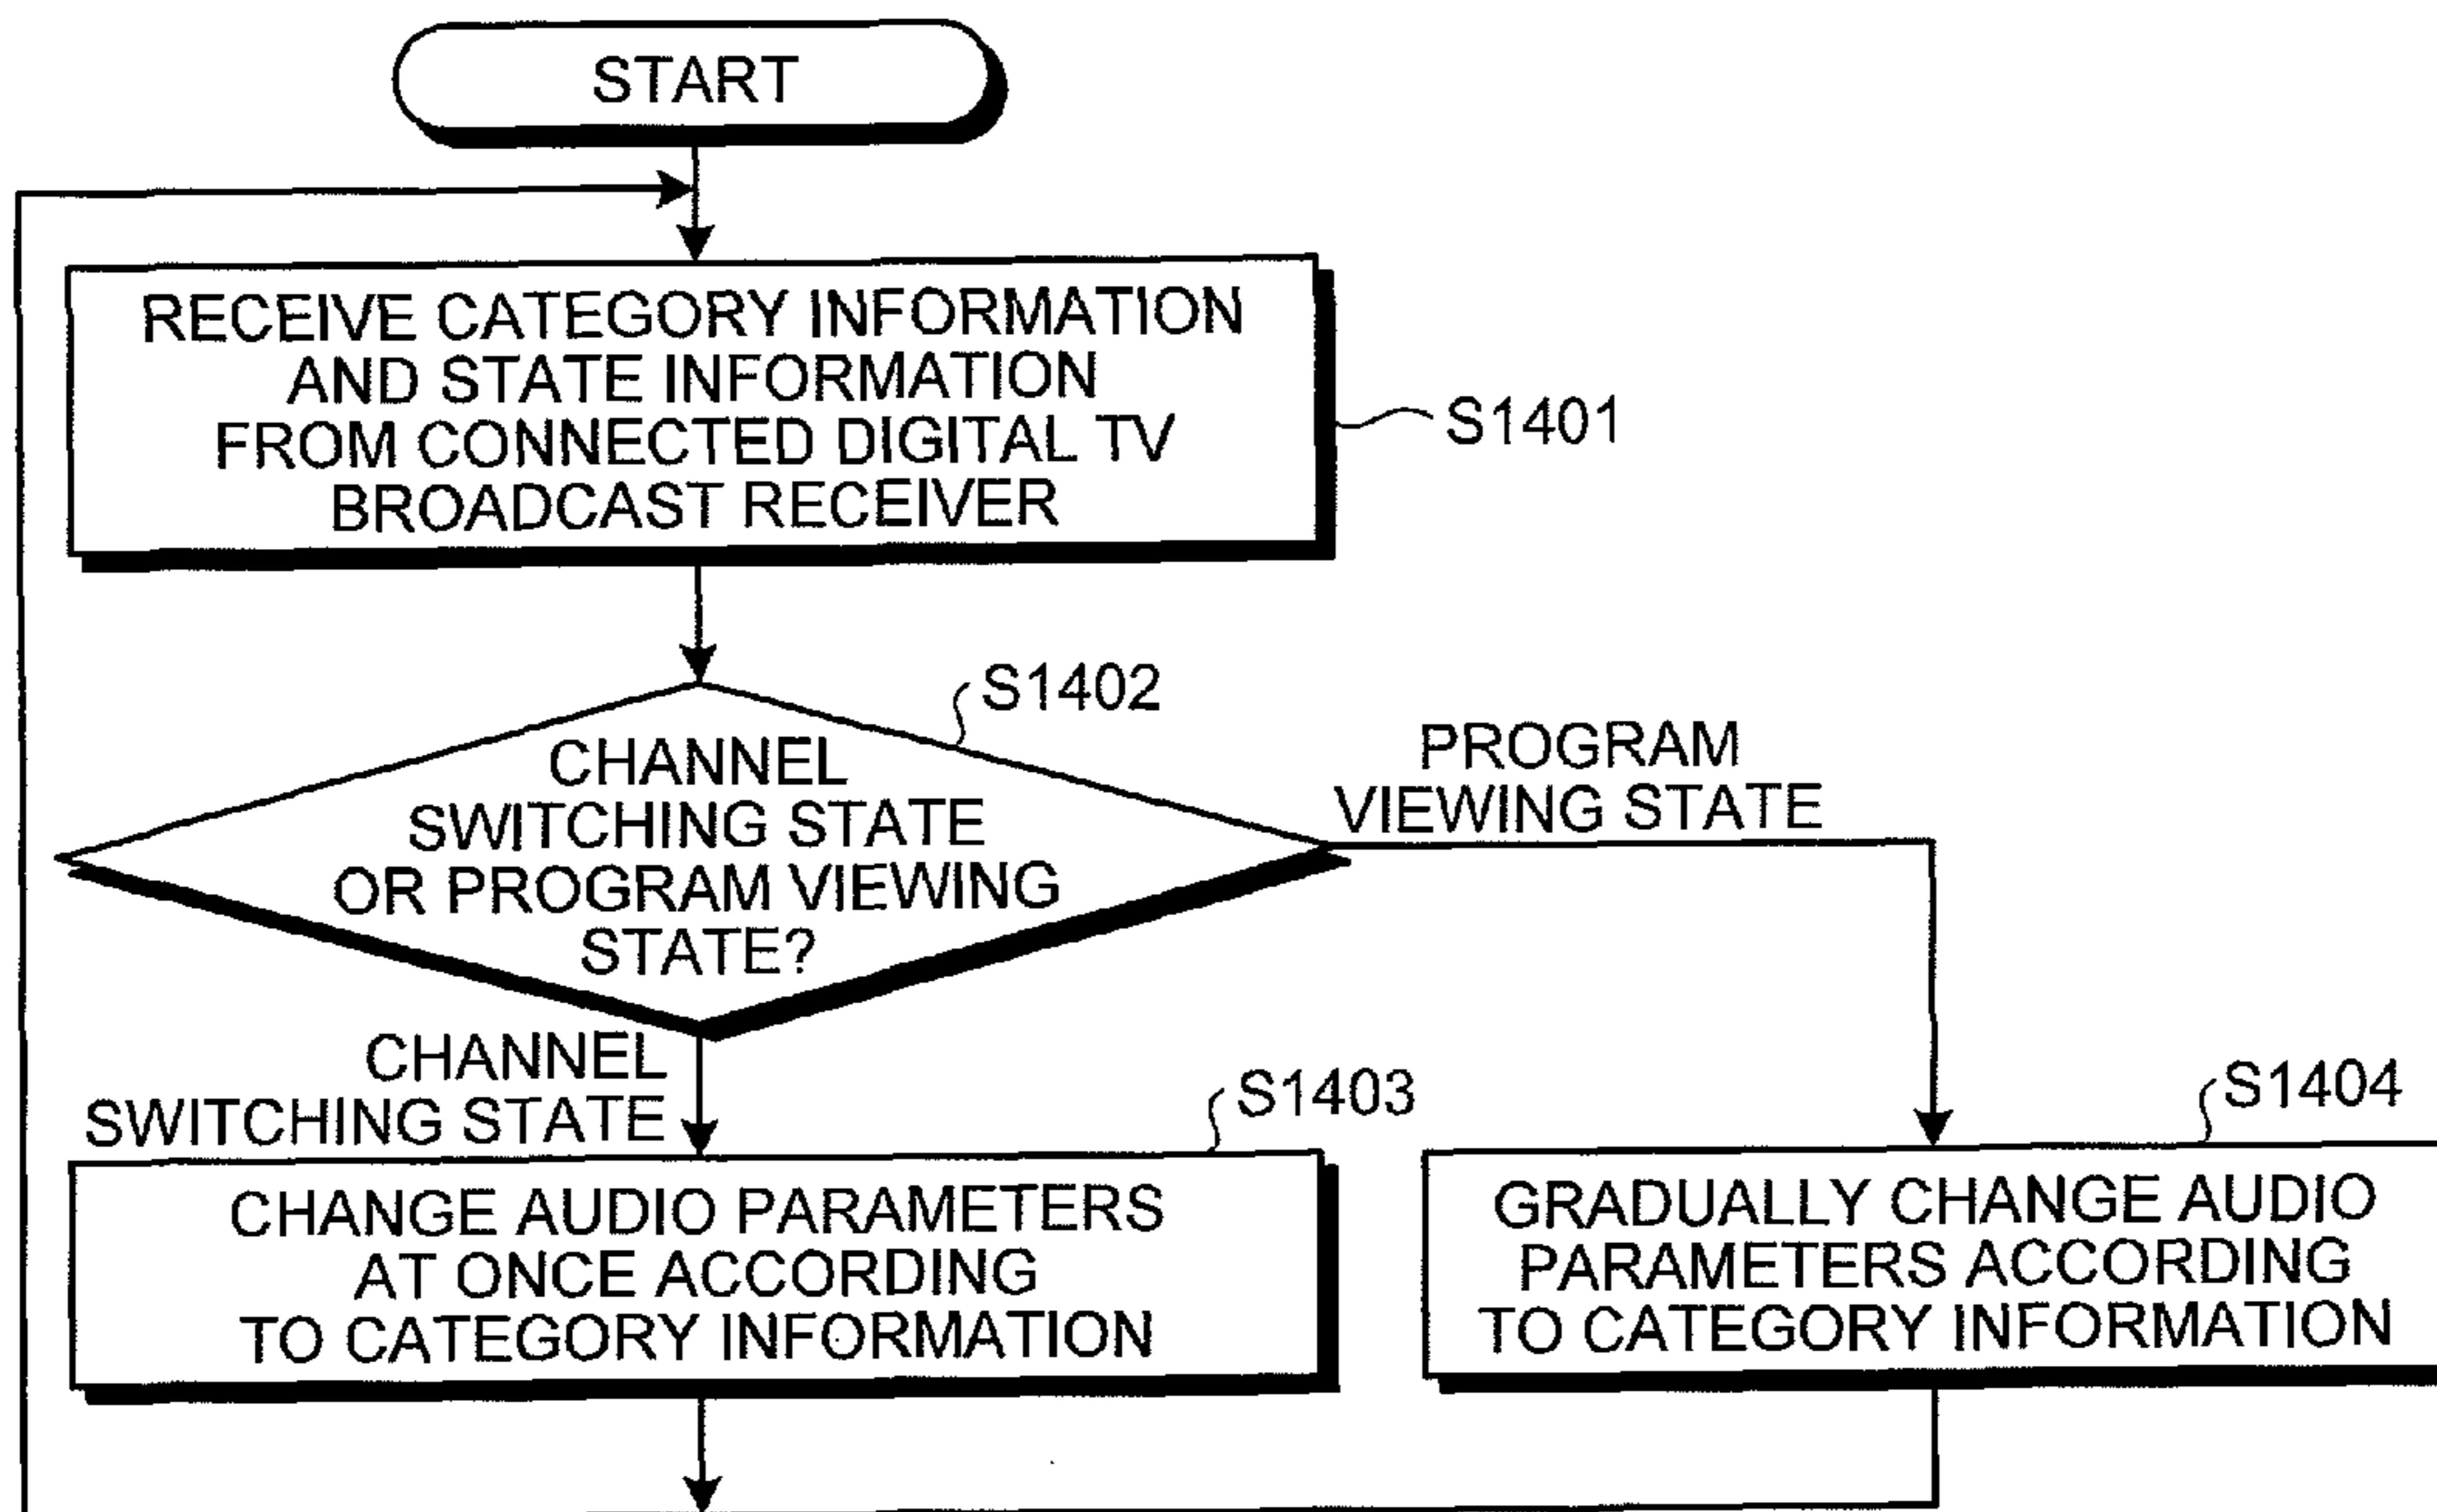 START
RECEIVE CATEGORY INFORMATION
AND STATE INFORMATION
FROM CONNECTED DIGITAL TV
BROADCAST RECEIVER
S1401
S1402
CHANNEL
SWITCHING STATE
OR PROGRAM VIEWING
STATE?
PROGRAM
VIEWING STATE
CHANNEL
SWITCHING STATE
S1403
CHANGE AUDIO PARAMETERS
AT ONCE ACCORDING
TO CATEGORY INFORMATION
S1404
GRADUALLY CHANGE AUDIO
PARAMETERS ACCORDING
TO CATEGORY INFORMATION